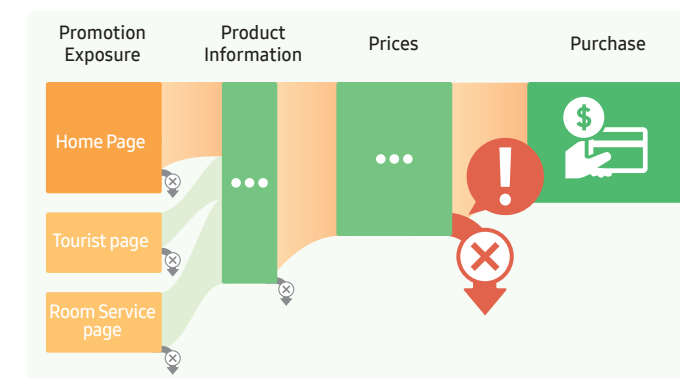 Promotion
Exposure
Product
Information
Prices
Purchase
Home Page
Tourist page
Room Service
page
$
!